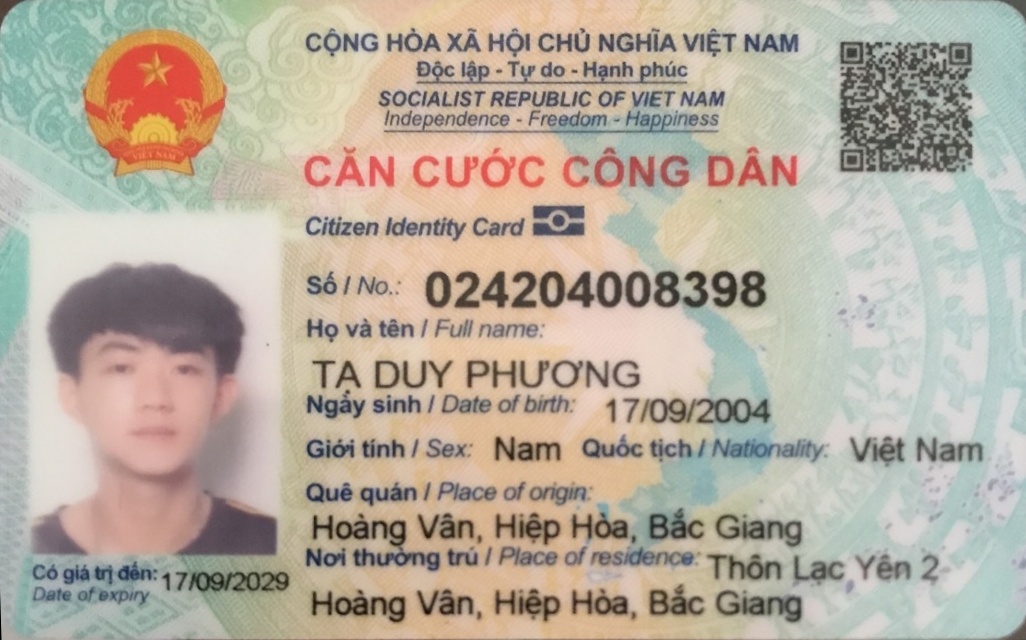 CỘNG HÒA XÃ HỘI CHỦ NGHĨA VIỆT NAM
Độc lập - Tự do - Hạnh phúc
SOCIALIST REPUBLIC OF VIET NAM
Independence - Freedom - Happiness
CĂN CƯỚC CÔNG DÂN
Citizen Identity Card
Số / No.: 024204008398
Họ và tên / Full name:
TẠ DUY PHƯƠNG
Ngày sinh / Date of birth: 17/09/2004
Giới tính / Sex: Nam Quốc tịch / Nationality: Việt Nam
Quê quán / Place of origin:
Hoàng Vân, Hiệp Hòa, Bắc Giang
Nơi thường trú / Place of residence: Thôn Lạc Yên 2
Hoàng Vân, Hiệp Hòa, Bắc Giang
Có giá trị đến: 17/09/2029
Date of expiry
VIỆT NAM